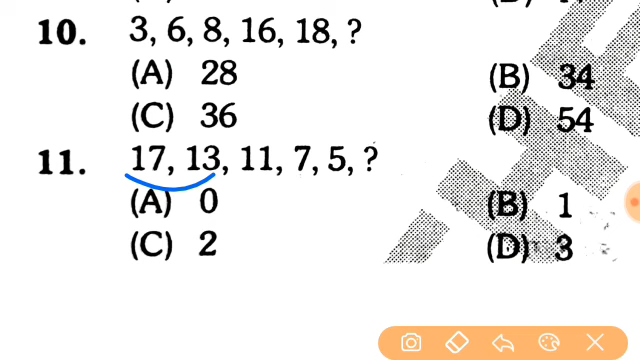 10. 3, 6, 8, 16, 18, ?
(A) 28 (B) 34
(C) 36 (D) 54
11. 17, 13, 11, 7, 5, ?
(A) 0 (B) 1
(C) 2 (D) 3